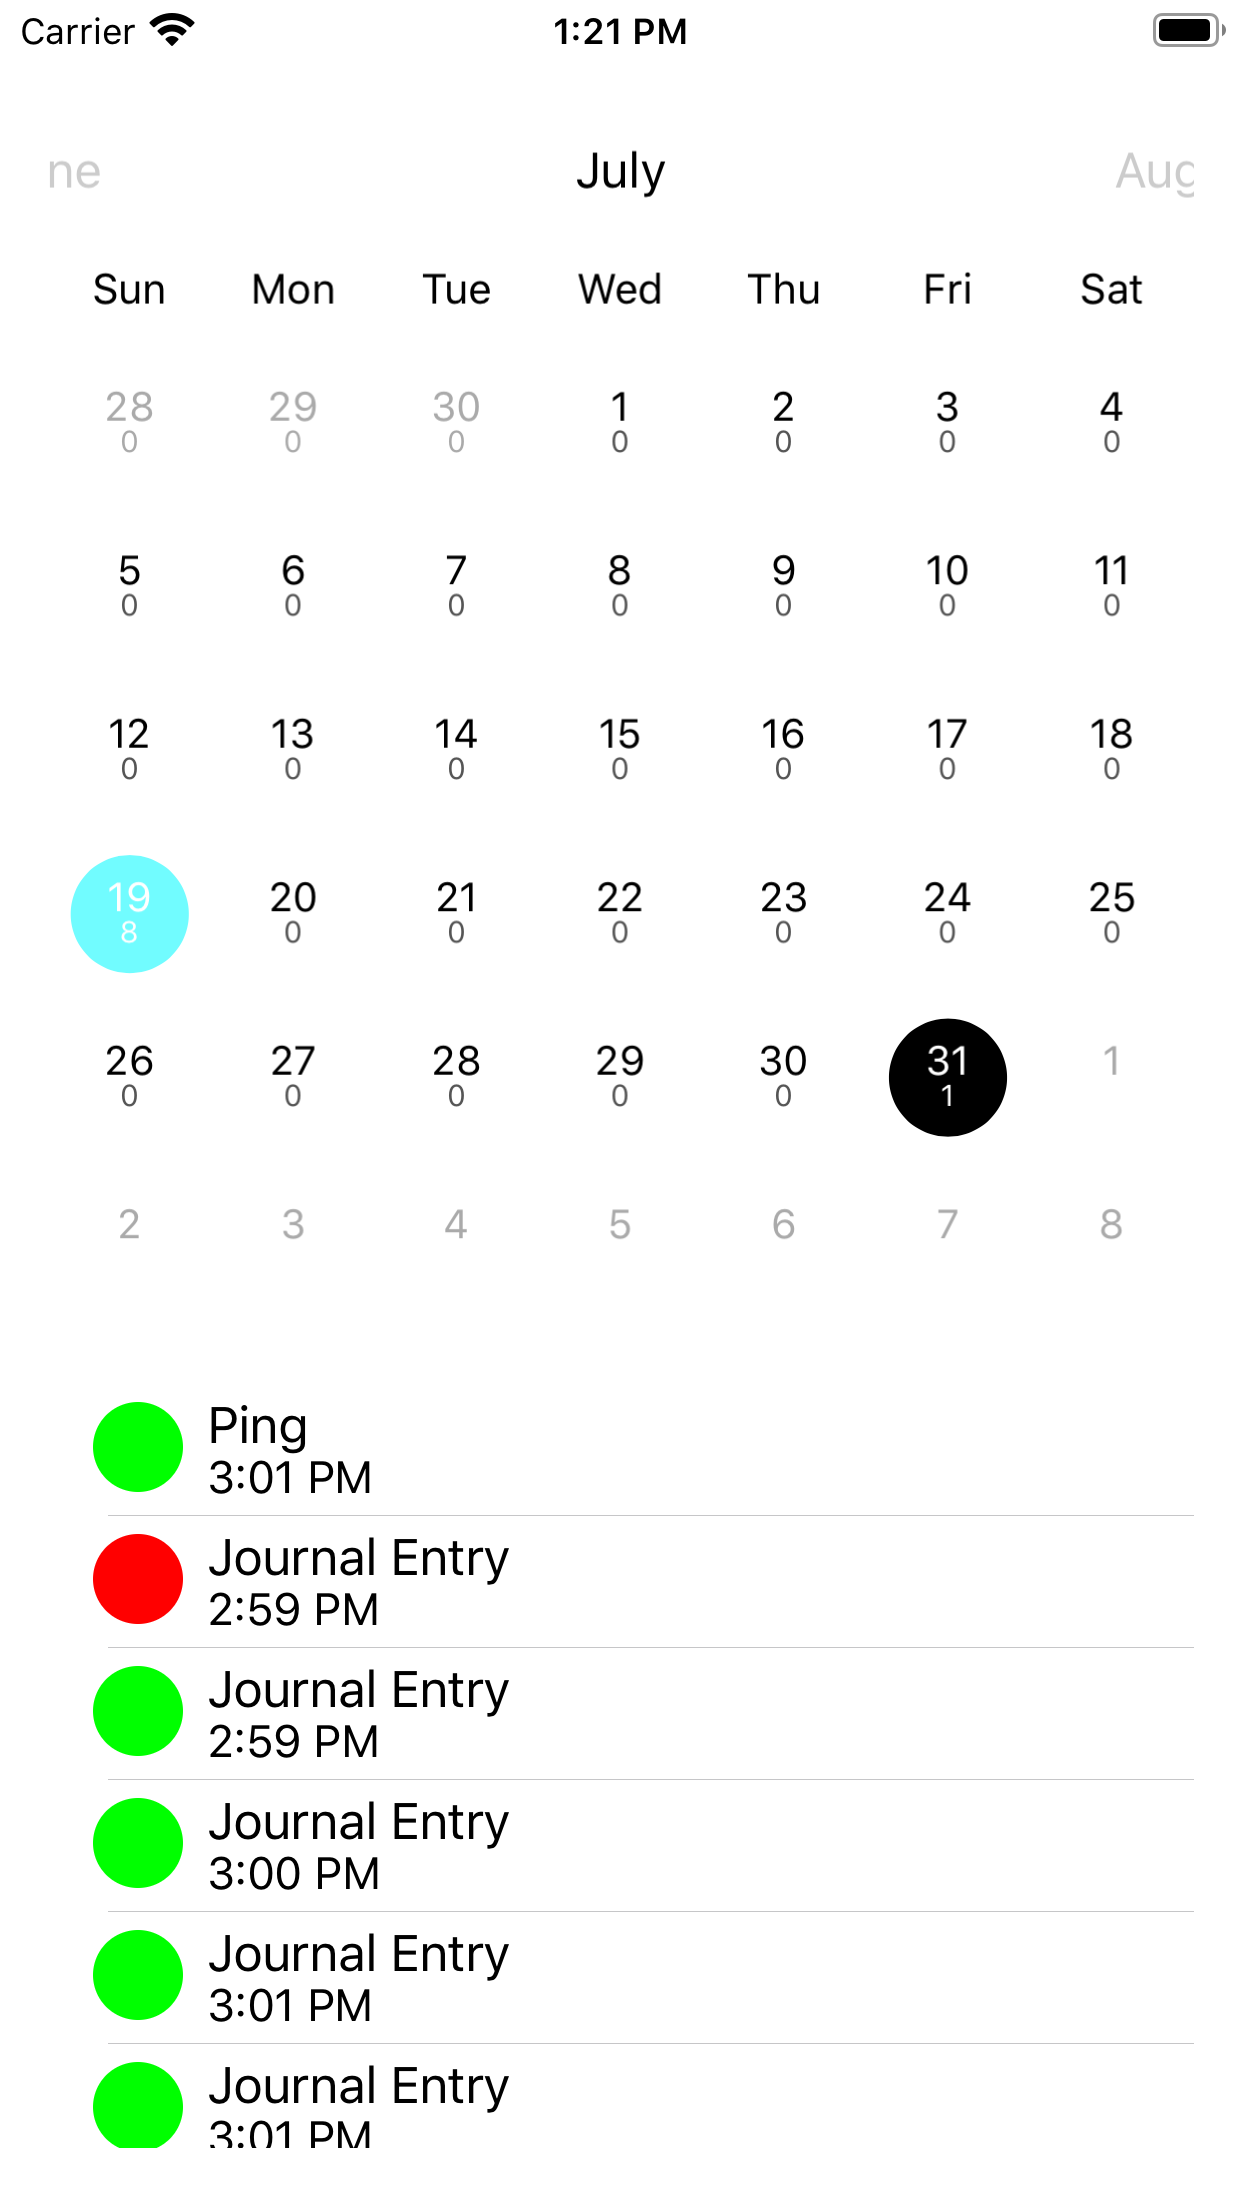 Carrier 1:21 PM
ne July Aug
Sun Mon Tue Wed Thu Fri Sat
28 29 30 1 2 3 4
0 0 0 0 0 0 0
5 6 7 8 9 10 11
0 0 0 0 0 0 0
12 13 14 15 16 17 18
0 0 0 0 0 0 0
19 20 21 22 23 24 25
8 0 0 0 0 0 0
26 27 28 29 30 31 1
0 0 0 0 0 1
2 3 4 5 6 7 8
Ping
3:01 PM
Journal Entry
2:59 PM
Journal Entry
2:59 PM
Journal Entry
3:00 PM
Journal Entry
3:01 PM
Journal Entry
3:01 PM